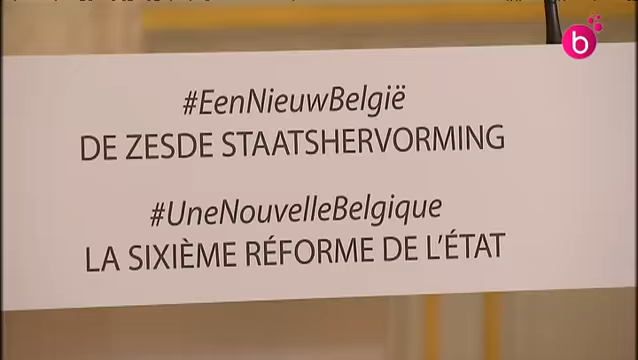 b
#EenNieuwBelgië
DE ZESDE STAATSHERVORMING
#UneNouvelleBelgique
LA SIXIÈME RÉFORME DE L'ÉTAT